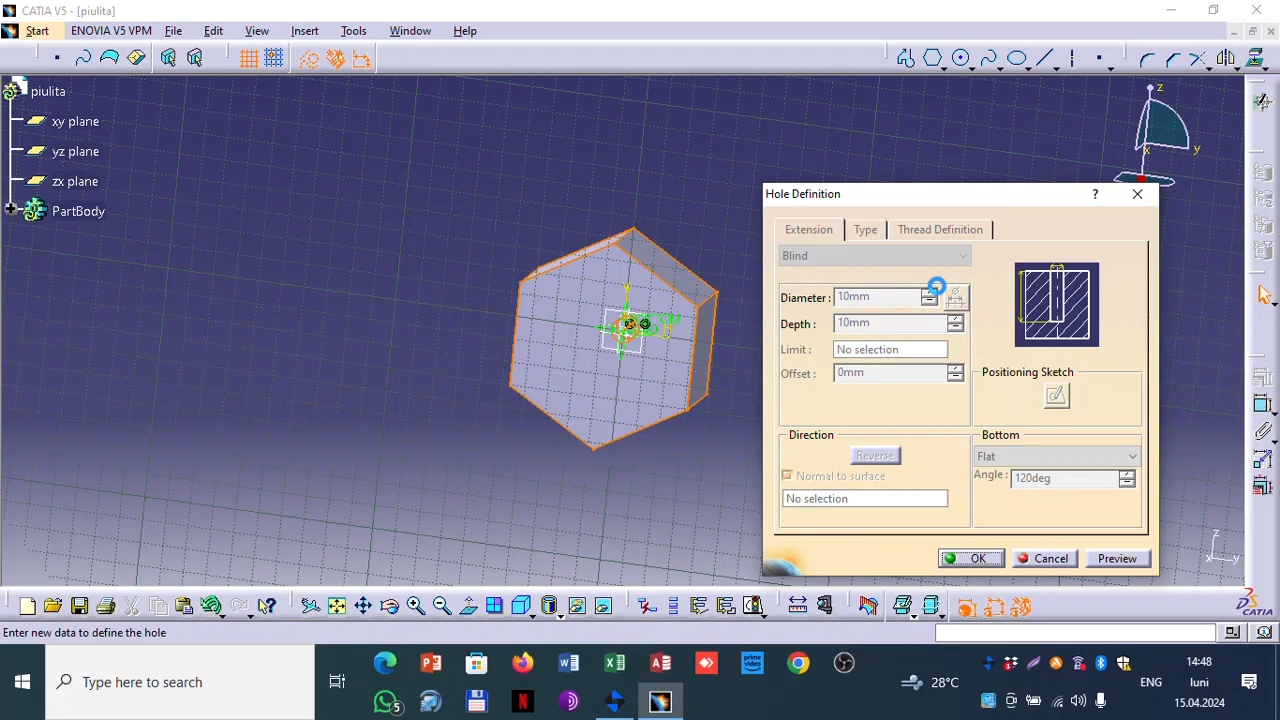 CATIA V5 - [piulita]
Start ENOVIA V5 VPM File Edit View Insert Tools Window Help
piulita
xy plane
yz plane
zx plane
PartBody
z
y
x
Hole Definition
?
Extension Type Thread Definition
Blind
Diameter : 10mm
Depth : 10mm
Limit : No selection
Offset : 0mm
Positioning Sketch
Direction
Reverse
Normal to surface
No selection
Bottom
Flat
Angle : 120deg
OK Cancel Preview
z
x y
CATIA
Enter new data to define the hole
Type here to search
5
28°C
ENG
14:48
luni
15.04.2024